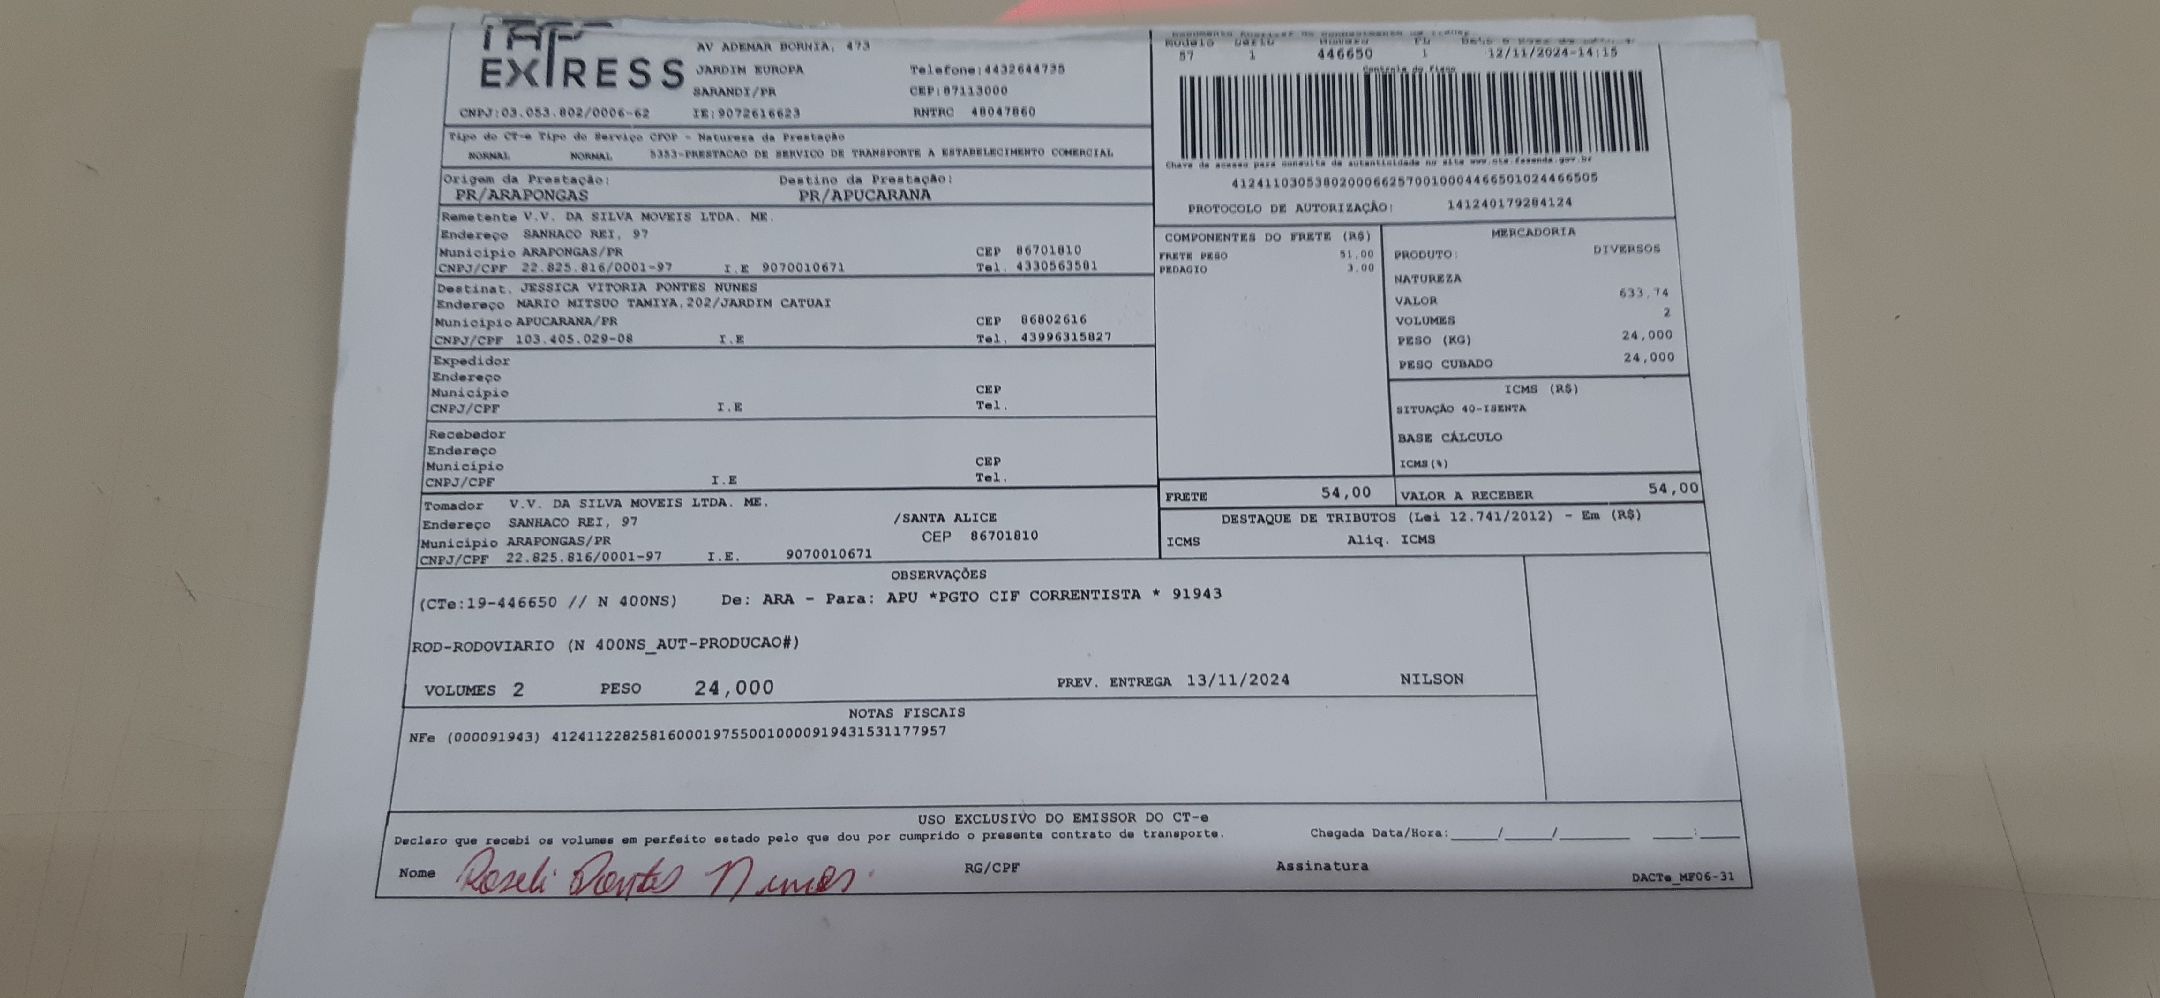 EXPRESS
AV ADEMAR BORNIA, 473
JARDIM EUROPA Telefone:4432644735
SARANDI/PR CEP:87113000
CNPJ:03.053.802/0006-62 IE:9072616623 RNTRC 48047860
Modelo Série Número FL
57 1 446650 1 12/11/2024-14:15
Controle do Fisco
Chave de acesso para consulta de autenticidade no site www.cte.fazenda.gov.br
41241103053802000662570010004466501024466505
PROTOCOLO DE AUTORIZAÇÃO: 141240179284124
Tipo do CT-e Tipo do Serviço CFOP - Natureza da Prestação
NORMAL NORMAL 5353-PRESTACAO DE SERVICO DE TRANSPORTE A ESTABELECIMENTO COMERCIAL
Origem da Prestação: Destino da Prestação:
PR/ARAPONGAS PR/APUCARANA
Remetente V.V. DA SILVA MOVEIS LTDA. ME.
Endereço SANHACO REI, 97
Município ARAPONGAS/PR CEP 86701810
CNPJ/CPF 22.825.816/0001-97 I.E 9070010671 Tel. 4330563581
Destinat. JESSICA VITORIA PONTES NUNES
Endereço MARIO MITSUO TAMIYA,202/JARDIM CATUAI
Município APUCARANA/PR CEP 86802616
CNPJ/CPF 103.405.029-08 I.E Tel. 43996315827
Expedidor
Endereço
Município CEP
CNPJ/CPF I.E Tel.
Recebedor
Endereço
Município CEP
CNPJ/CPF I.E Tel.
Tomador V.V. DA SILVA MOVEIS LTDA. ME.
Endereço SANHACO REI, 97 /SANTA ALICE
Município ARAPONGAS/PR CEP 86701810
CNPJ/CPF 22.825.816/0001-97 I.E. 9070010671
COMPONENTES DO FRETE (R$)
FRETE PESO 51,00
PEDAGIO 3,00
MERCADORIA
PRODUTO: DIVERSOS
NATUREZA
VALOR 633,74
VOLUMES 2
PESO (KG) 24,000
PESO CUBADO 24,000
ICMS (R$)
SITUAÇÃO 40-ISENTA
BASE CÁLCULO
ICMS(%)
FRETE 54,00 VALOR A RECEBER 54,00
DESTAQUE DE TRIBUTOS (Lei 12.741/2012) - Em (R$)
ICMS Aliq. ICMS
OBSERVAÇÕES
(CTe:19-446650 // N 400NS) De: ARA - Para: APU *PGTO CIF CORRENTISTA * 91943
ROD-RODOVIARIO (N 400NS_AUT-PRODUCAO#)
VOLUMES 2 PESO 24,000 PREV. ENTREGA 13/11/2024 NILSON
NOTAS FISCAIS
NFe (000091943) 41241122825816000197550010000919431531177957
USO EXCLUSIVO DO EMISSOR DO CT-e
Declaro que recebi os volumes em perfeito estado pelo que dou por cumprido o presente contrato de transporte. Chegada Data/Hora:_____/_____/_______ ____:____
Nome Roseli Pontes Nunes RG/CPF Assinatura
DACTe_MF06-31